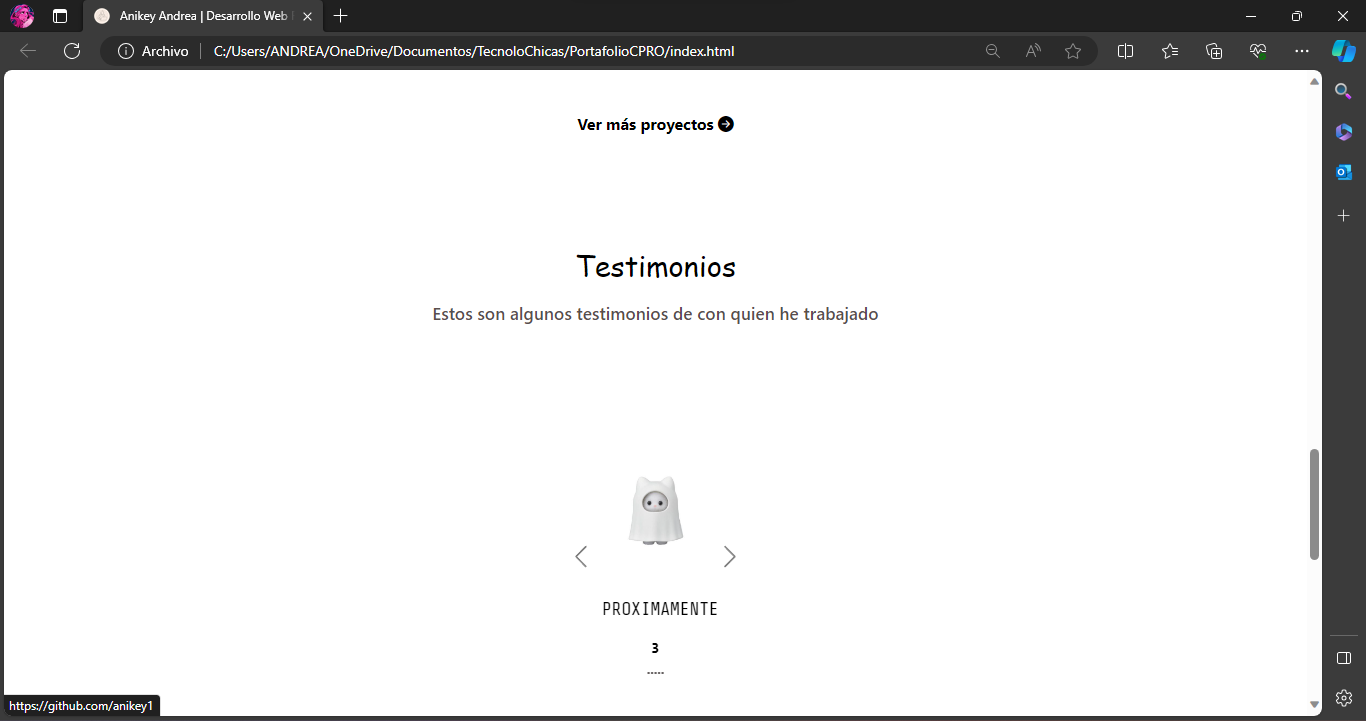 Anikey Andrea | Desarrollo Web
Archivo
C:/Users/ANDREA/OneDrive/Documentos/TecnoloChicas/PortafolioCPRO/index.html
Ver más proyectos
Testimonios
Estos son algunos testimonios de con quien he trabajado
PROXIMAMENTE
3
.....
https://github.com/anikey1